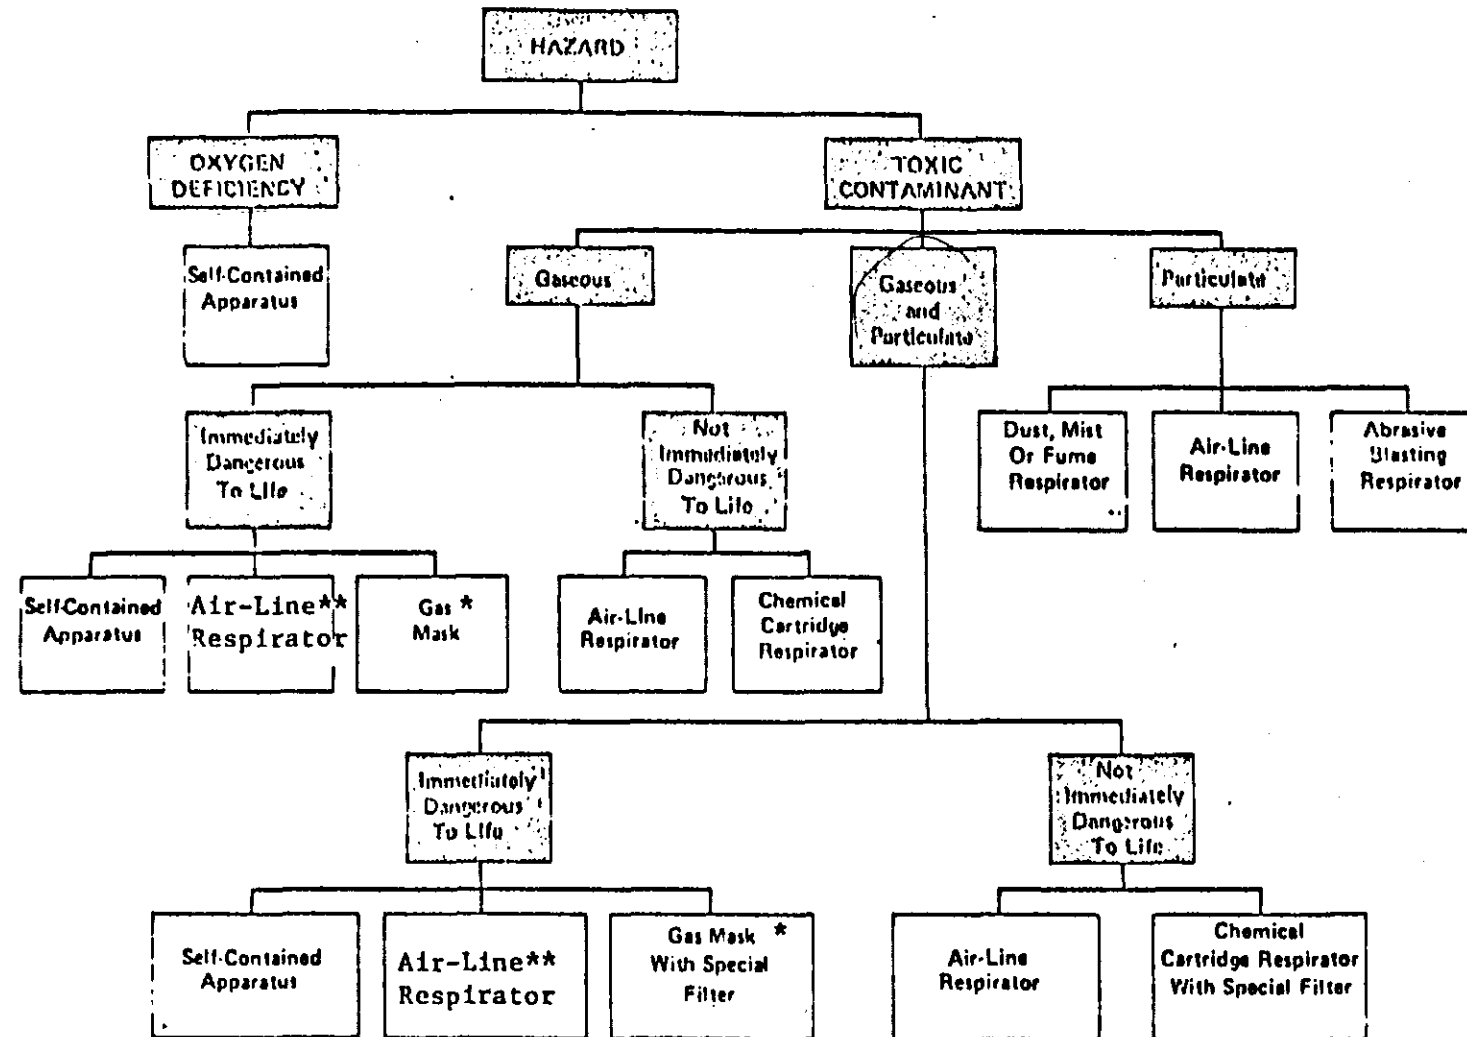 HAZARD
OXYGEN
DEFICIENCY
TOXIC
CONTAMINANT
Self-Contained
Apparatus
Gaseous
Gaseous
and
Particulate
Particulate
Immediately
Dangerous
To Life
Not
Immediately
Dangerous
To Life
Dust, Mist
Or Fume
Respirator
Air-Line
Respirator
Abrasive
Blasting
Respirator
Self-Contained
Apparatus
Air-Line**
Respirator
Gas *
Mask
Air-Line
Respirator
Chemical
Cartridge
Respirator
Immediately
Dangerous
To Life
Not
Immediately
Dangerous
To Life
Self-Contained
Apparatus
Air-Line**
Respirator
Gas Mask *
With Special
Filter
Air-Line
Respirator
Chemical
Cartridge Respirator
With Special Filter